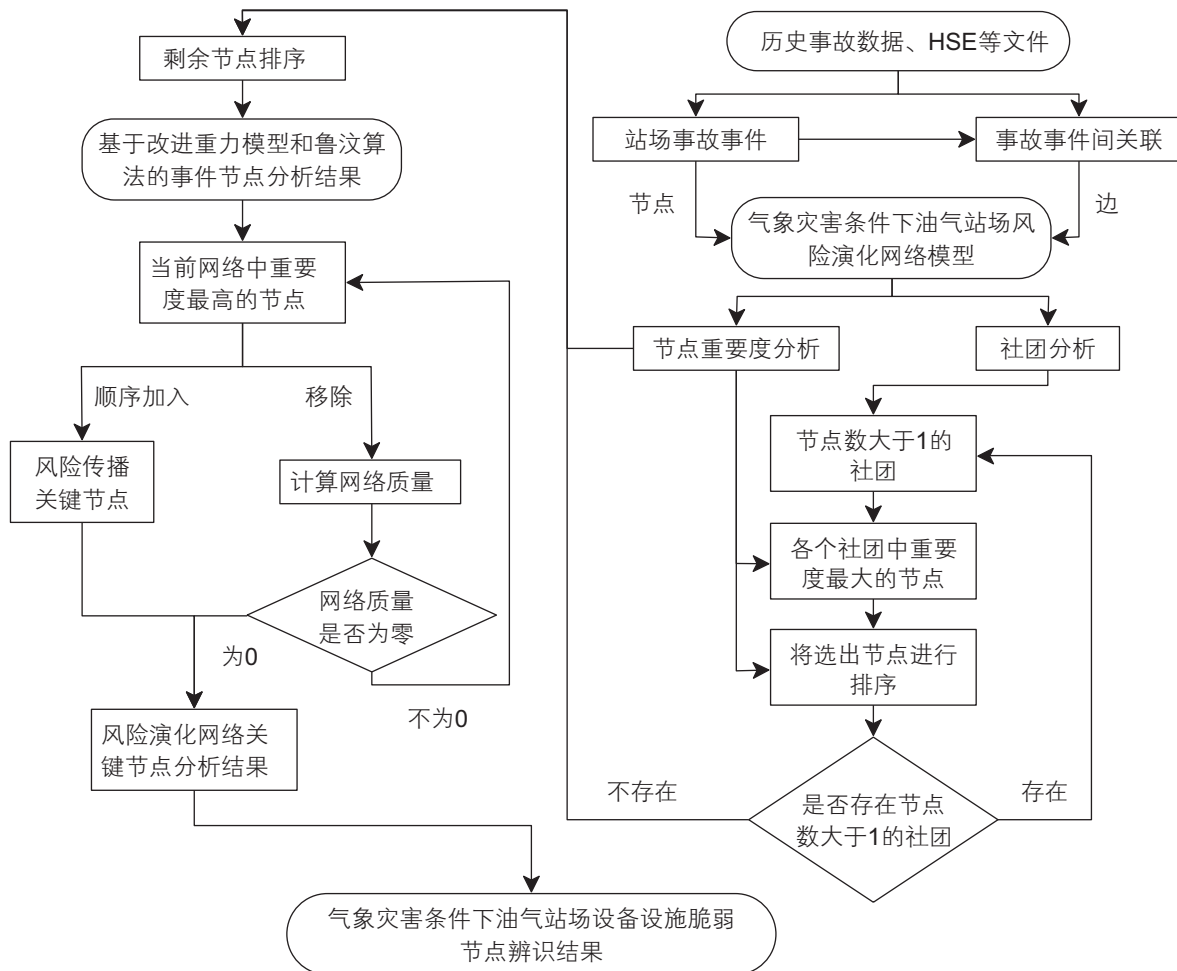 历史事故数据、HSE等文件
站场事故事件
事故事件间关联
节点
边
气象灾害条件下油气站场风
险演化网络模型
节点重要度分析
社团分析
节点数大于1的
社团
各个社团中重要
度最大的节点
将选出节点进行
排序
是否存在节点
数大于1的社团
不存在
存在
剩余节点排序
基于改进重力模型和鲁汶算
法的事件节点分析结果
当前网络中重要
度最高的节点
顺序加入
移除
风险传播
关键节点
计算网络质量
网络质量
是否为零
为0
不为0
风险演化网络关
键节点分析结果
气象灾害条件下油气站场设备设施脆弱
节点辨识结果